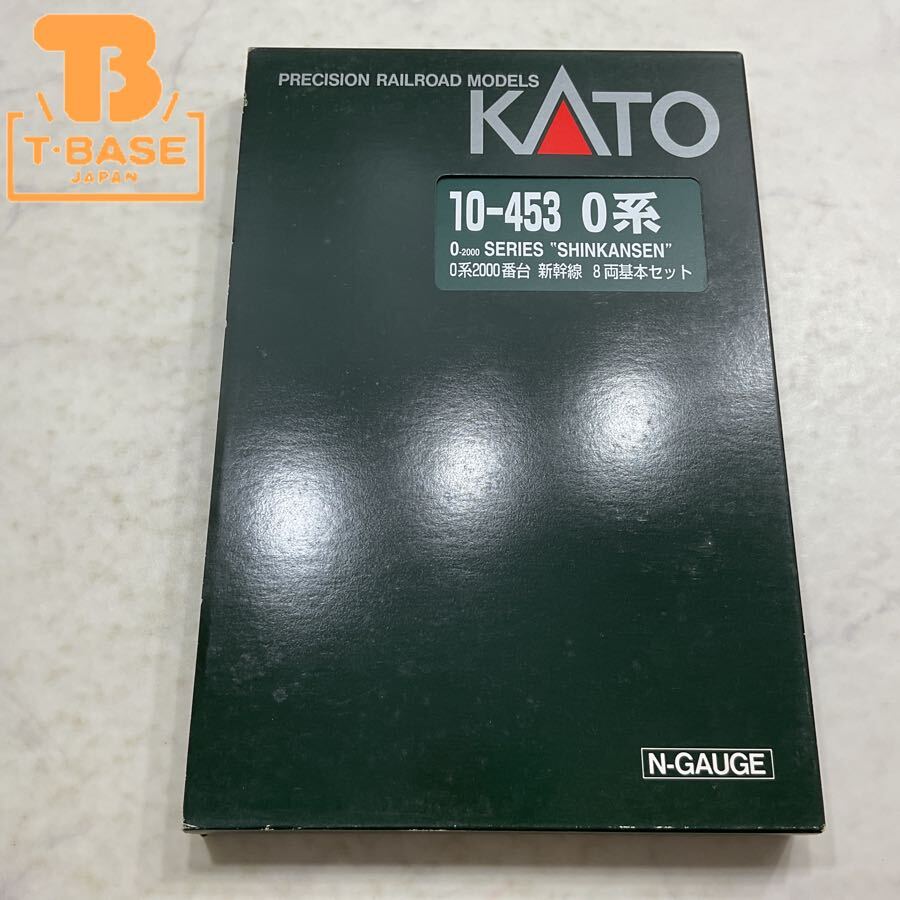 TB
T·BASE
JAPAN
PRECISION RAILROAD MODELS
KATO
10-453 0系
0-2000 SERIES "SHINKANSEN"
0系2000番台 新幹線 8両基本セット
N-GAUGE